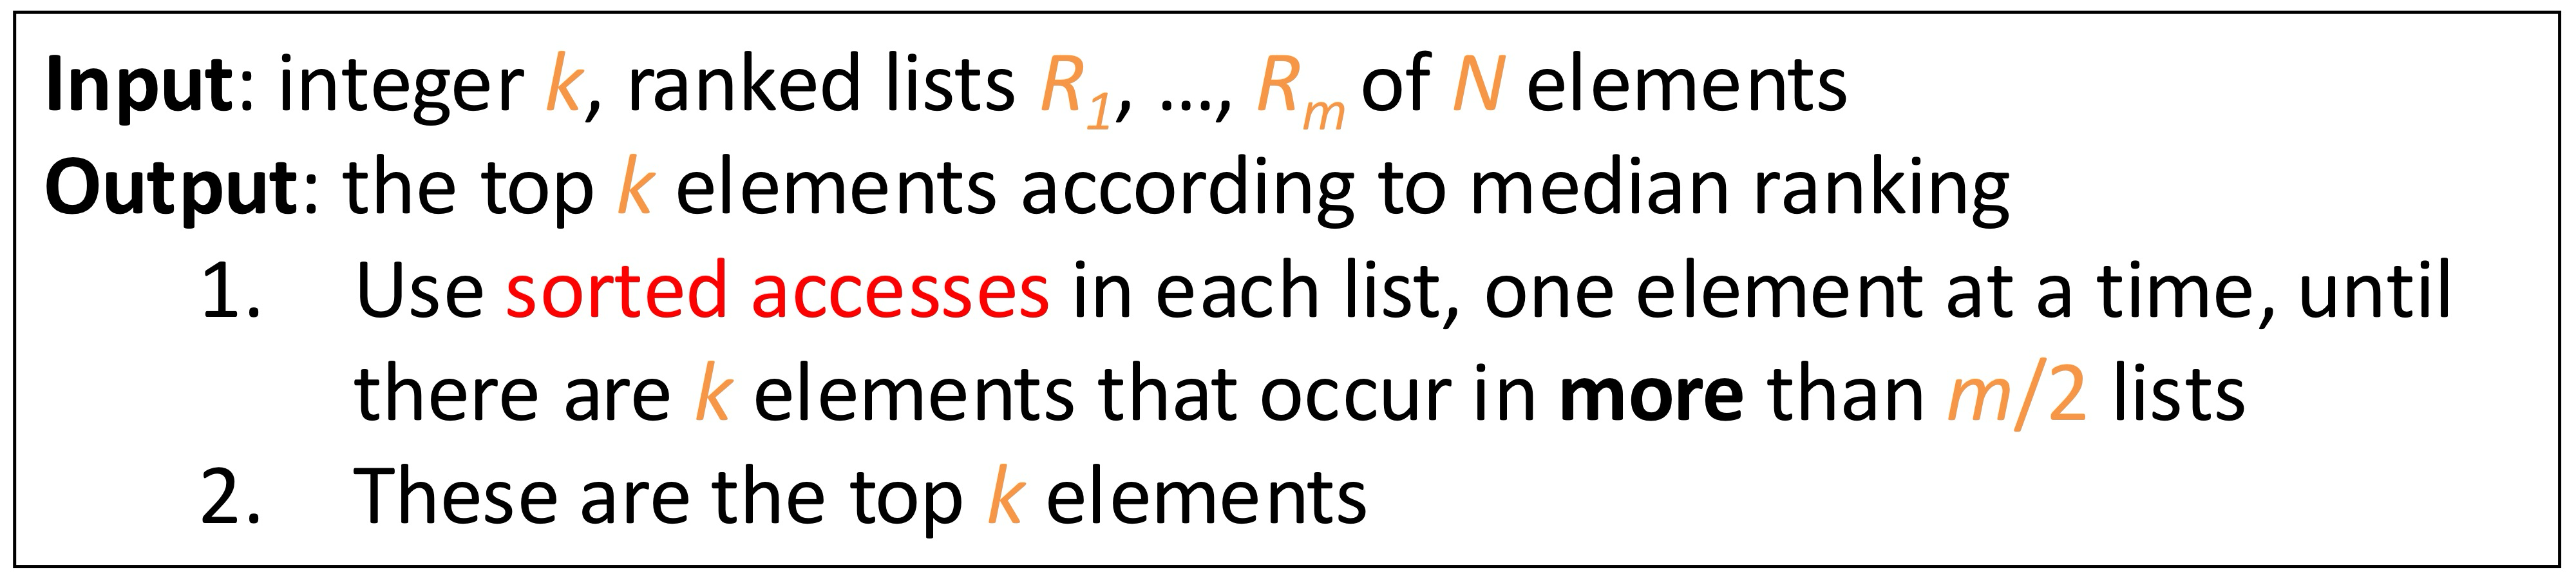 Input: integer k, ranked lists R1, ..., Rm of N elements
Output: the top k elements according to median ranking
1. Use sorted accesses in each list, one element at a time, until
there are k elements that occur in more than m/2 lists
2. These are the top k elements